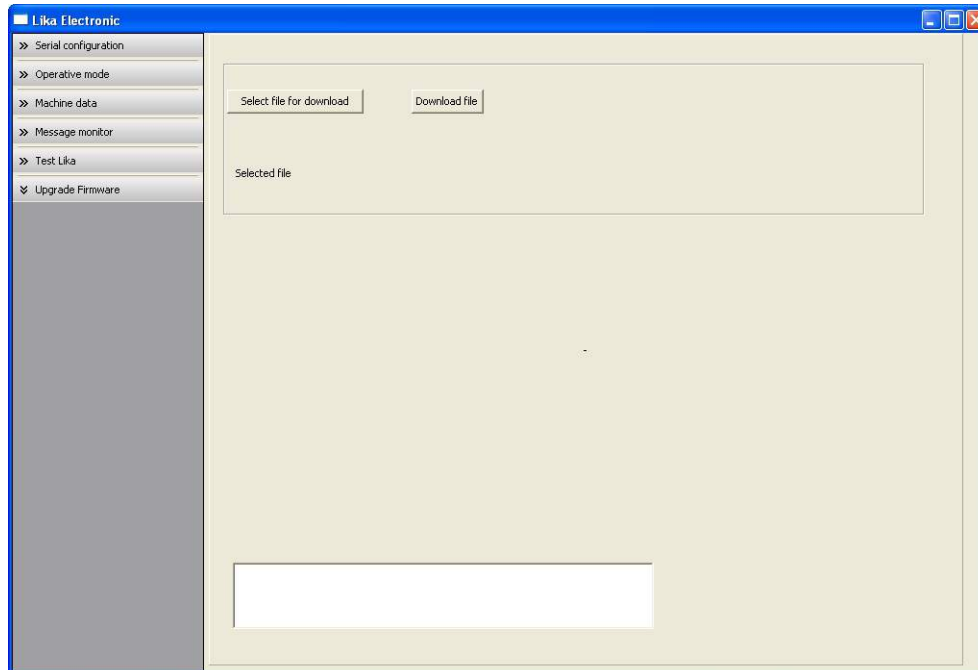 Lika Electronic
Serial configuration
Operative mode
Machine data
Message monitor
Test Lika
Upgrade Firmware
Select file for download
Download file
Selected file
-